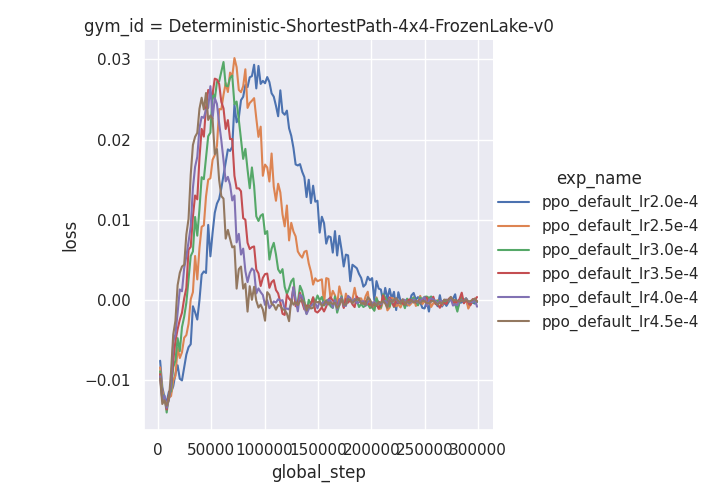 gym_id = Deterministic-ShortestPath-4x4-FrozenLake-v0
0.03
0.02
0.01
0.00
−0.01
loss
0 50000 100000 150000 200000 250000 300000
global_step
exp_name
ppo_default_lr2.0e-4
ppo_default_lr2.5e-4
ppo_default_lr3.0e-4
ppo_default_lr3.5e-4
ppo_default_lr4.0e-4
ppo_default_lr4.5e-4